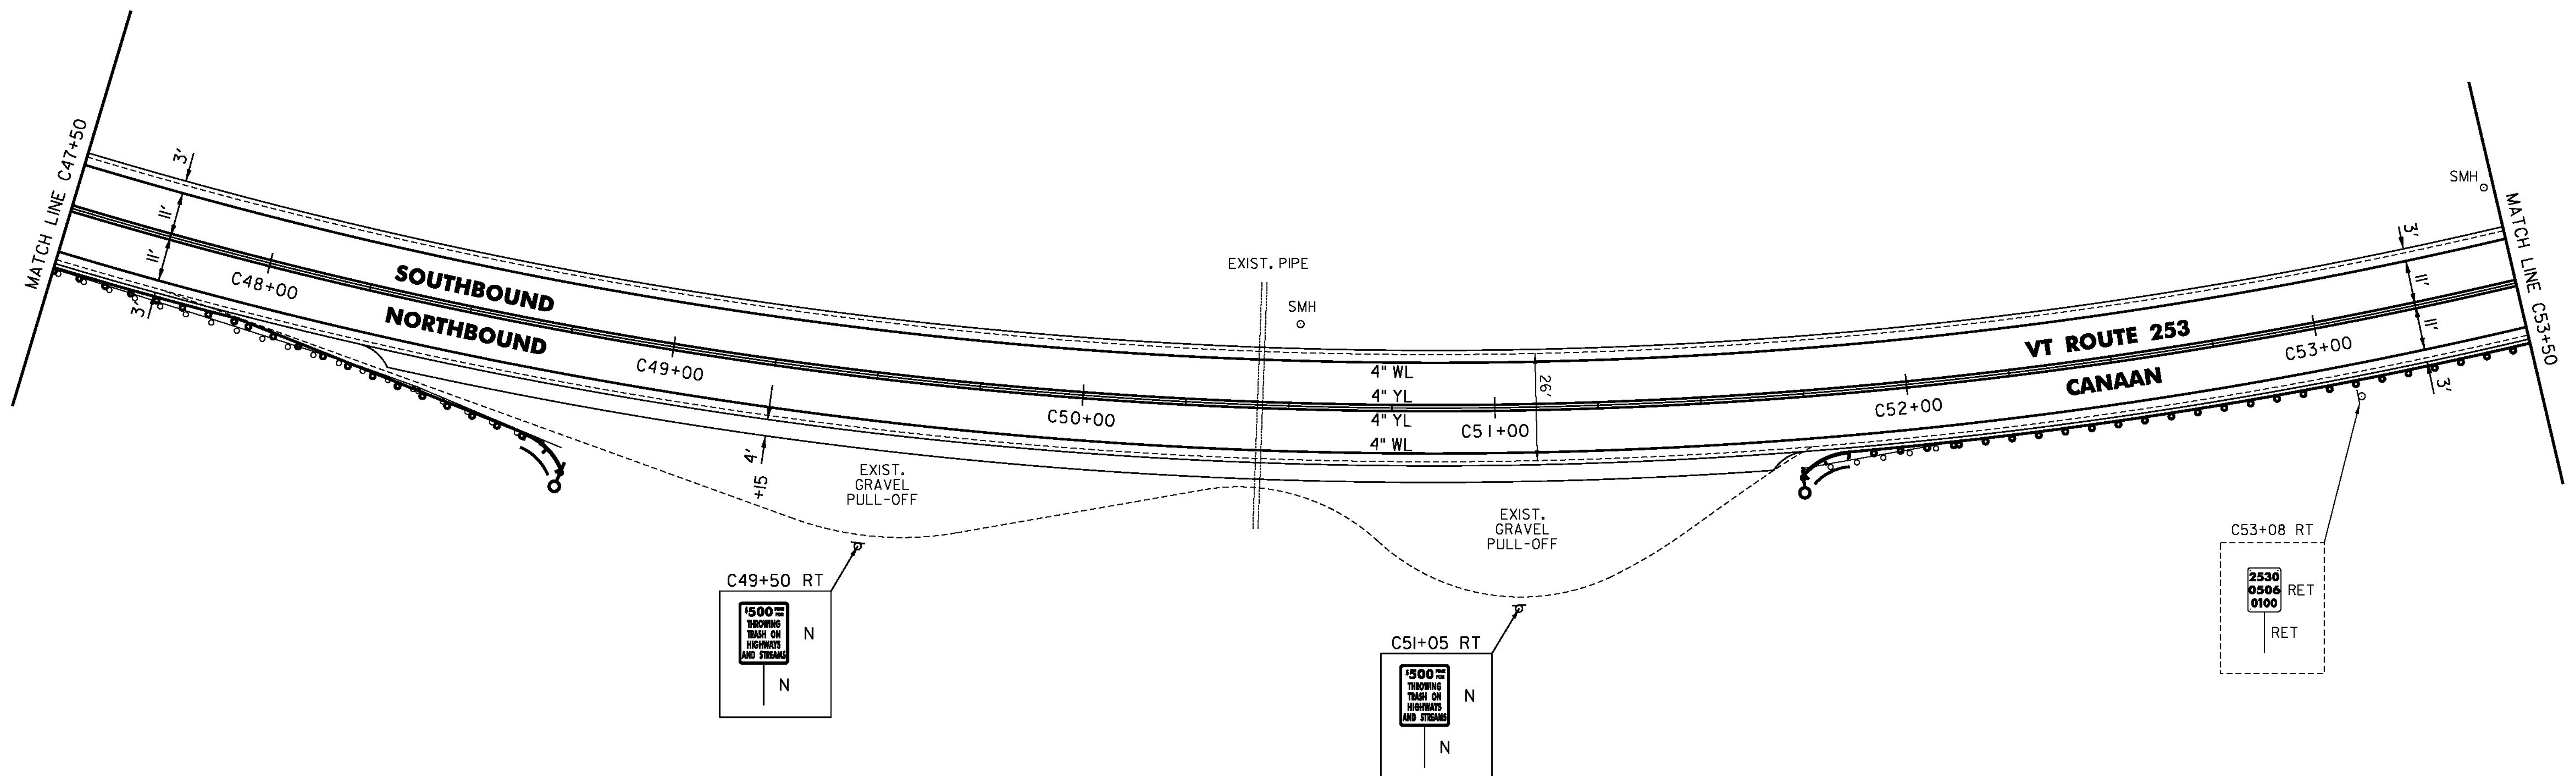 MATCH LINE C47+50
3'
11'
11'
3'
C48+00
SOUTHBOUND
NORTHBOUND
C49+00
4'
+15
EXIST.
GRAVEL
PULL-OFF
C49+50 RT
$500 FINE
FOR
THROWING
TRASH ON
HIGHWAYS
AND STREAMS
N
N
C50+00
EXIST. PIPE
SMH
4" WL
4" YL
4" YL
4" WL
26'
C51+00
EXIST.
GRAVEL
PULL-OFF
C51+05 RT
$500 FINE
FOR
THROWING
TRASH ON
HIGHWAYS
AND STREAMS
N
N
C52+00
VT ROUTE 253
CANAAN
C53+00
3'
11'
11'
3'
SMH
MATCH LINE C53+50
C53+08 RT
2530
0506
0100
RET
RET